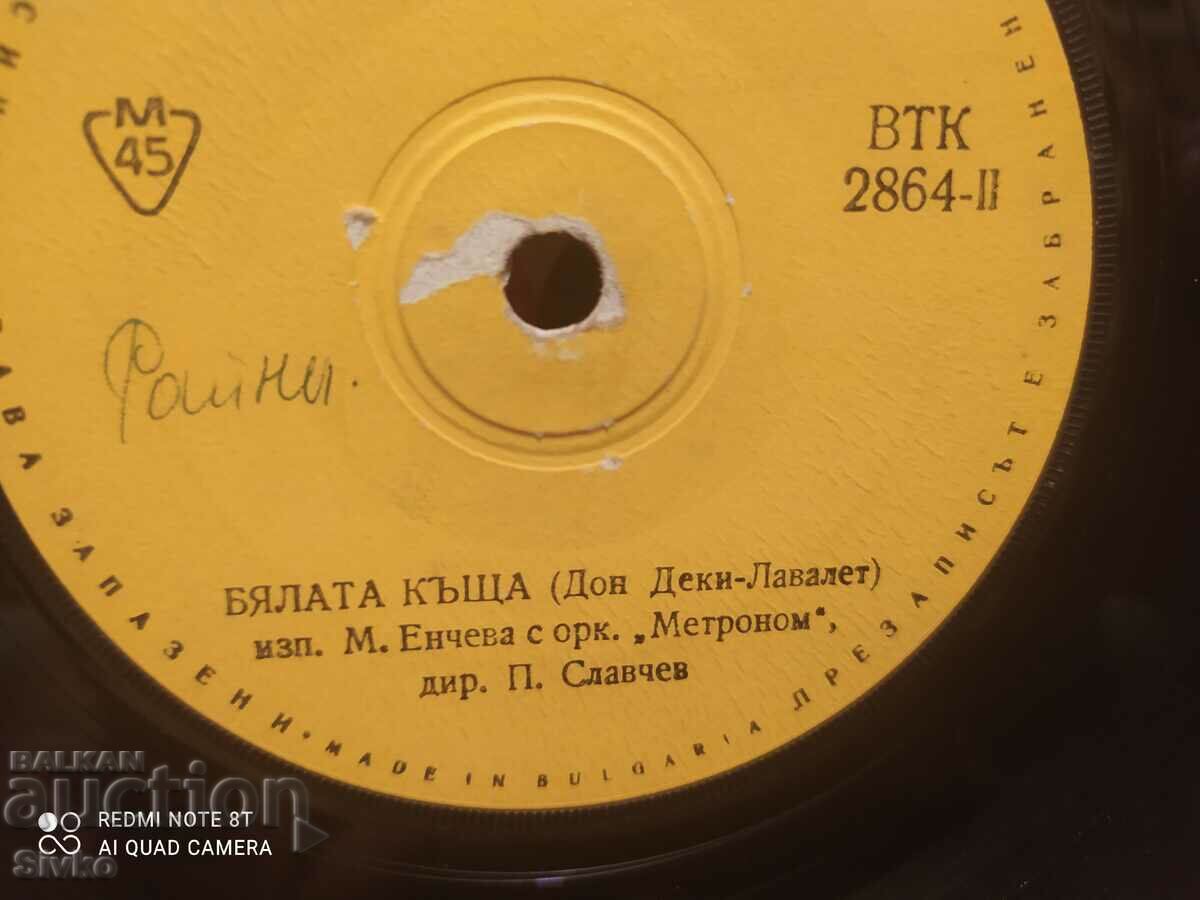 М
45
ВТК
2864-II
БЯЛАТА КЪЩА (Дон Деки-Лавалет)
изп. М. Енчева с орк. „Метроном“,
дир. П. Славчев
ЗАПАЗЕНИ • MADE IN BULGARIA • ПРЕЗАПИСЪТ Е ЗАБРАНЕН
BALKAN
auction
REDMI NOTE 8T
AI QUAD CAMERA
Sivko